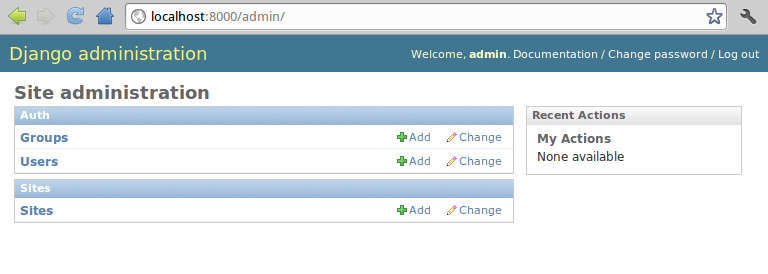 localhost:8000/admin/
Django administration
Welcome, admin. Documentation / Change password / Log out
Site administration
Auth
Groups Add Change
Users Add Change
Sites
Sites Add Change
Recent Actions
My Actions
None available